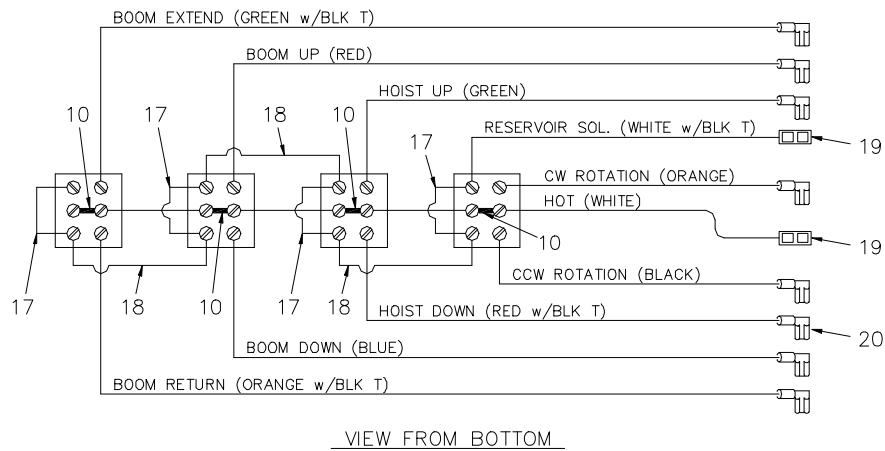 BOOM EXTEND (GREEN w/BLK T)
BOOM UP (RED)
HOIST UP (GREEN)
17
18
10
17
RESERVOIR SOL. (WHITE w/BLK T)
19
10
CW ROTATION (ORANGE)
HOT (WHITE)
10
19
17
18
10
17
18
CCW ROTATION (BLACK)
HOIST DOWN (RED w/BLK T)
20
BOOM DOWN (BLUE)
BOOM RETURN (ORANGE w/BLK T)
VIEW FROM BOTTOM